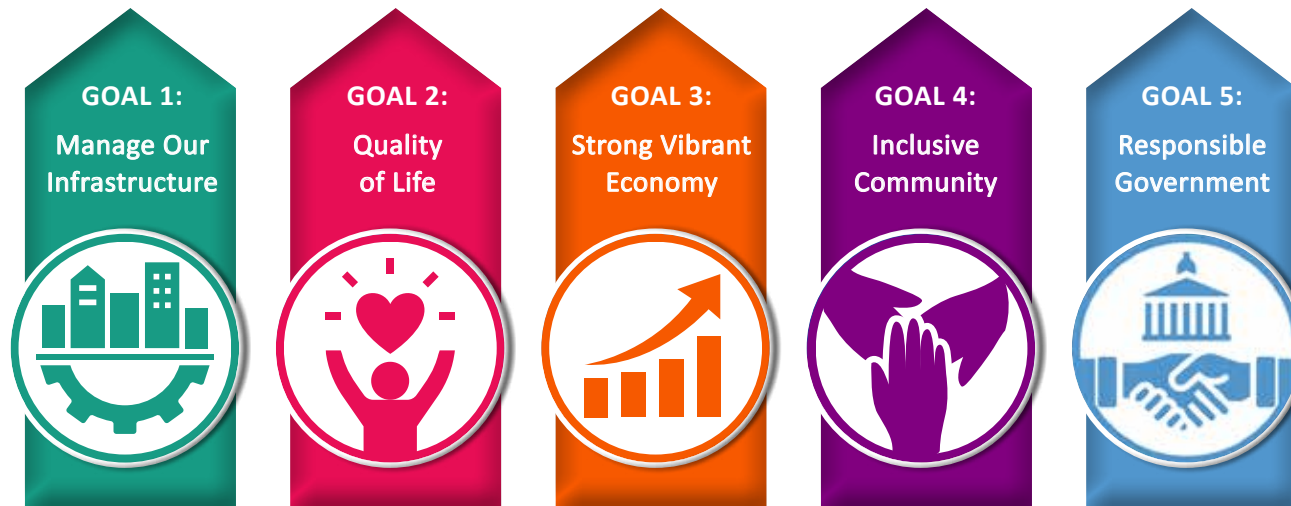 GOAL 1:
Manage Our
Infrastructure
GOAL 2:
Quality
of Life
GOAL 3:
Strong Vibrant
Economy
GOAL 4:
Inclusive
Community
GOAL 5:
Responsible
Government